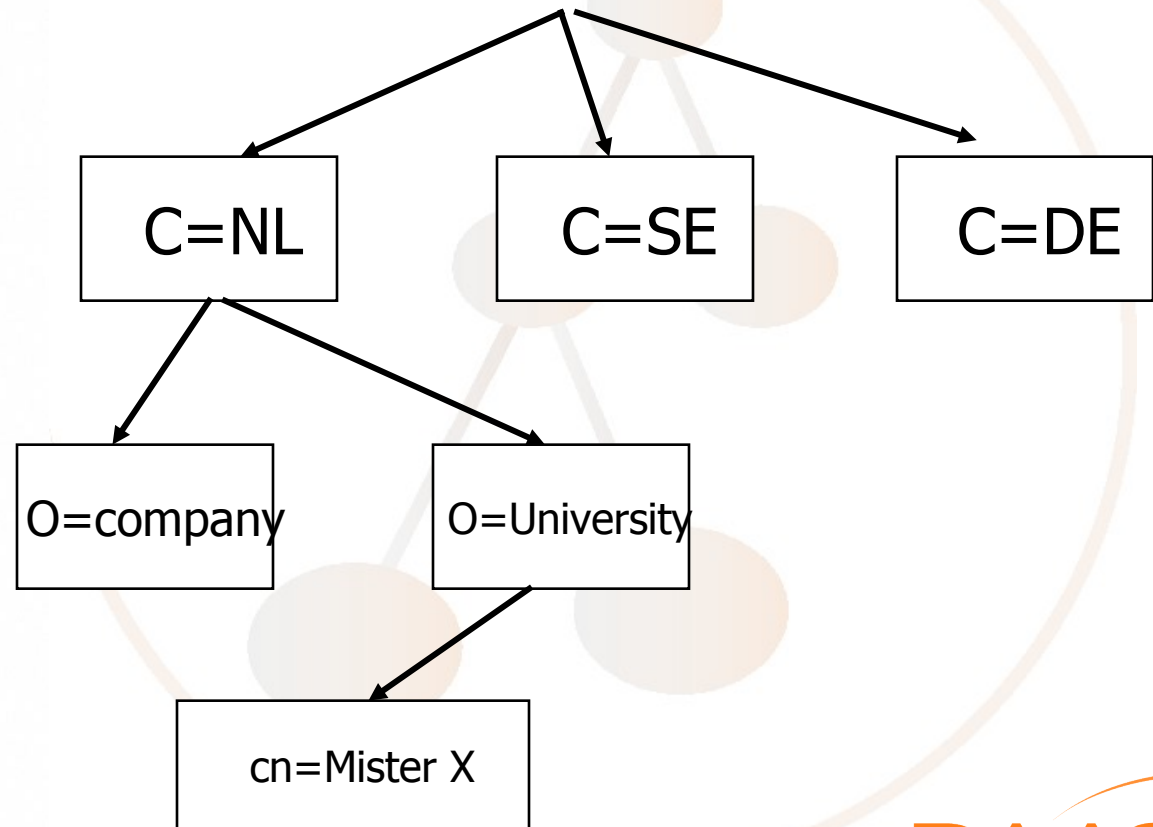 C=NL
C=SE
C=DE
O=company
O=University
cn=Mister X